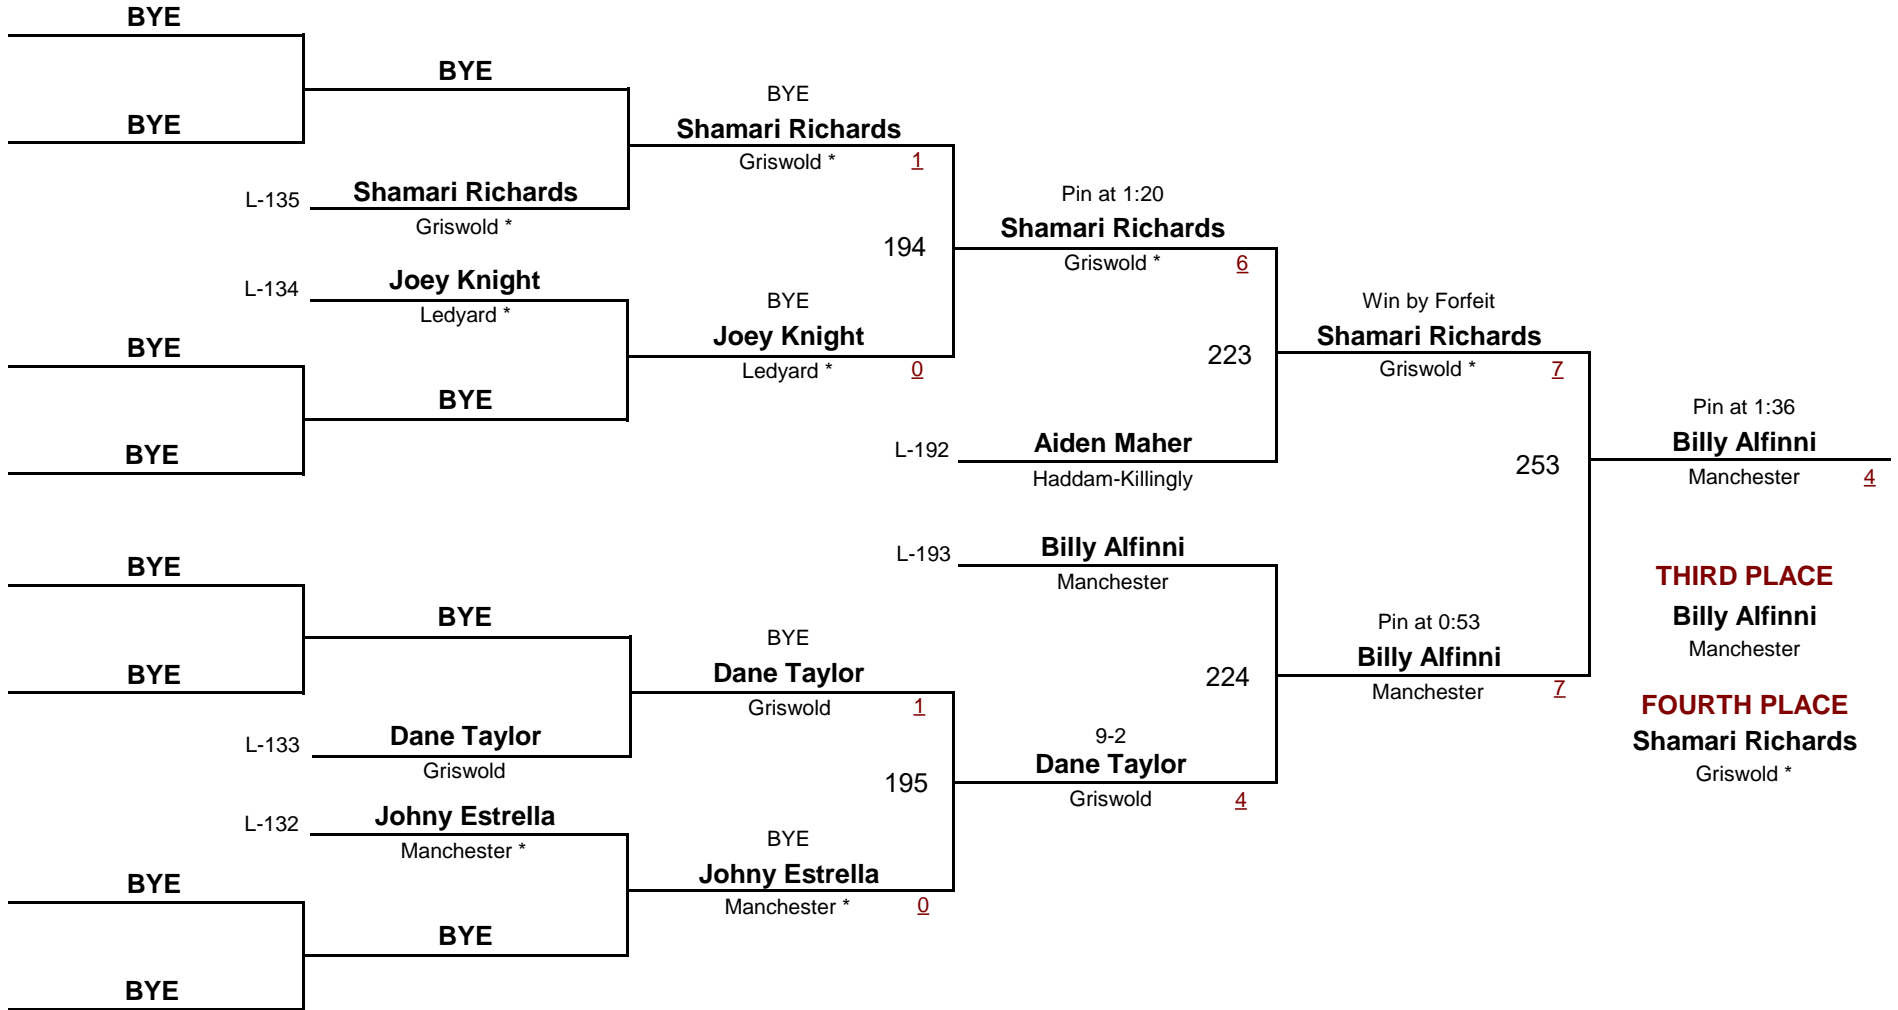 BYE
BYE
BYE
BYE
Shamari Richards
Griswold * 1
L-135 Shamari Richards
Griswold *
194
Pin at 1:20
Shamari Richards
Griswold * 6
L-134 Joey Knight
Ledyard *
BYE
Joey Knight
Ledyard * 0
BYE
BYE
BYE
223
Win by Forfeit
Shamari Richards
Griswold * 7
L-192 Aiden Maher
Haddam-Killingly
253
Pin at 1:36
Billy Alfinni
Manchester 4
BYE
BYE
BYE
L-193 Billy Alfinni
Manchester
BYE
Dane Taylor
Griswold 1
224
Pin at 0:53
Billy Alfinni
Manchester 7
L-133 Dane Taylor
Griswold
195
9-2
Dane Taylor
Griswold 4
L-132 Johny Estrella
Manchester *
BYE
Johny Estrella
Manchester * 0
BYE
BYE
BYE
THIRD PLACE
Billy Alfinni
Manchester
FOURTH PLACE
Shamari Richards
Griswold *